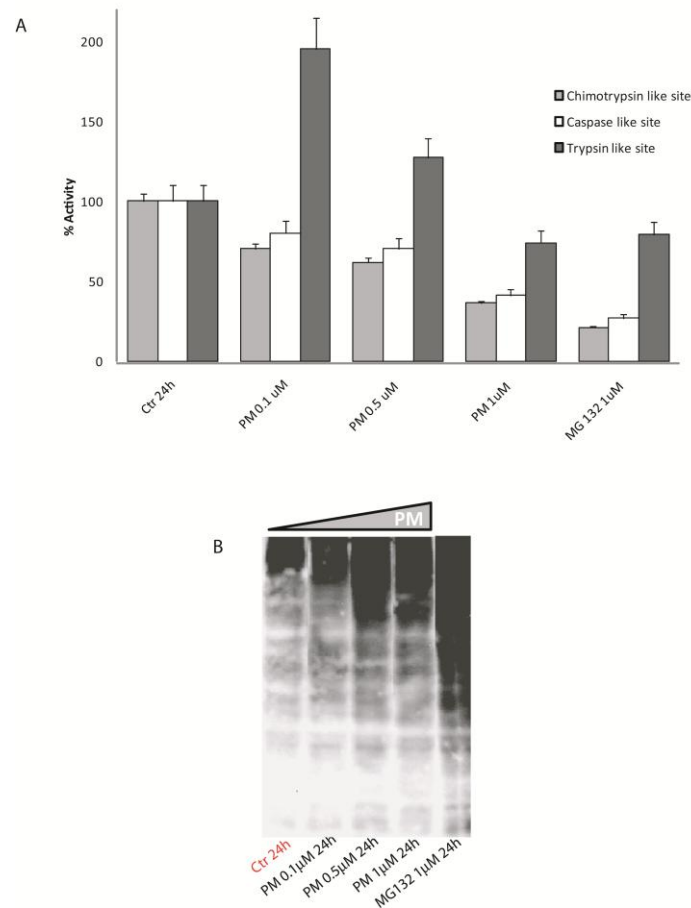 A
200
150
100
50
0
% Activity
Chimotrypsin like site
Caspase like site
Trypsin like site
Ctr 24h
PM 0.1 uM
PM 0.5 uM
PM 1uM
MG 132 1uM
PM
B
Ctr 24h
PM 0.1µM 24h
PM 0.5µM 24h
PM 1µM 24h
MG132 1µM 24h